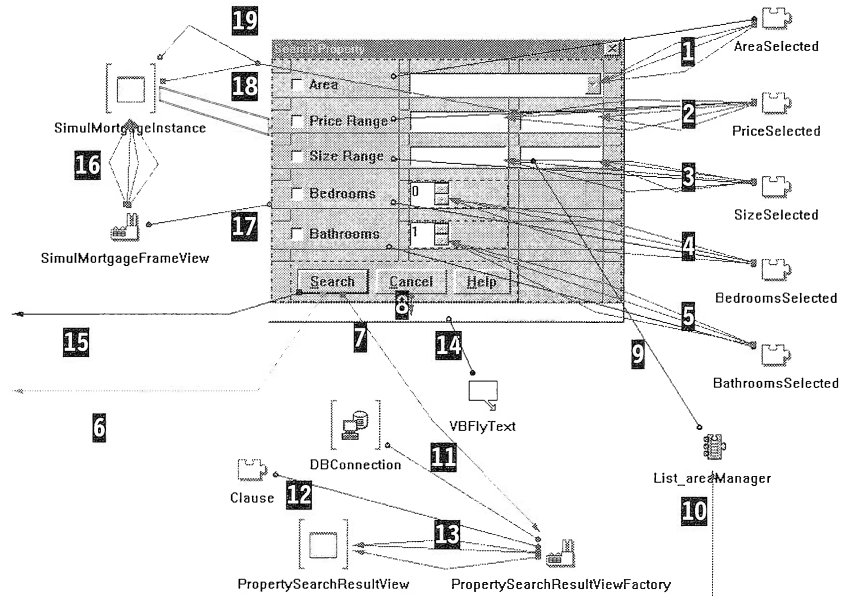 19
AreaSelected
1
Search Property
Area
18
SimulMortgageInstance
Price Range
2
PriceSelected
Size Range
16
3
SizeSelected
Bedrooms
0
17
SimulMortgageFrameView
Bathrooms
1
4
BedroomsSelected
Search
Cancel
Help
8
5
15
7
14
9
BathroomsSelected
6
VBFlyText
DBConnection
11
List_areaManager
Clause
12
10
13
PropertySearchResultView
PropertySearchResultViewFactory